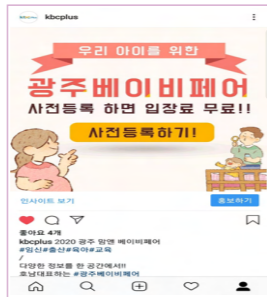 kbcplus
우리 아이를 위한
광주베이비페어
사전등록 하면 입장료 무료!!
사전등록하기!
인사이트 보기
홍보하기
좋아요 4개
kbcplus 2020 광주 맘앤 베이비페어
#임신#출산#육아#교육
/
다양한 정보를 한 공간에서!!
호남대표하는 #광주베이비페어